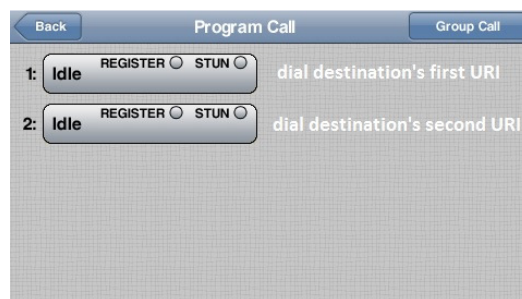 Back Program Call Group Call
1: Idle REGISTER STUN dial destination's first URI
2: Idle REGISTER STUN dial destination's second URI